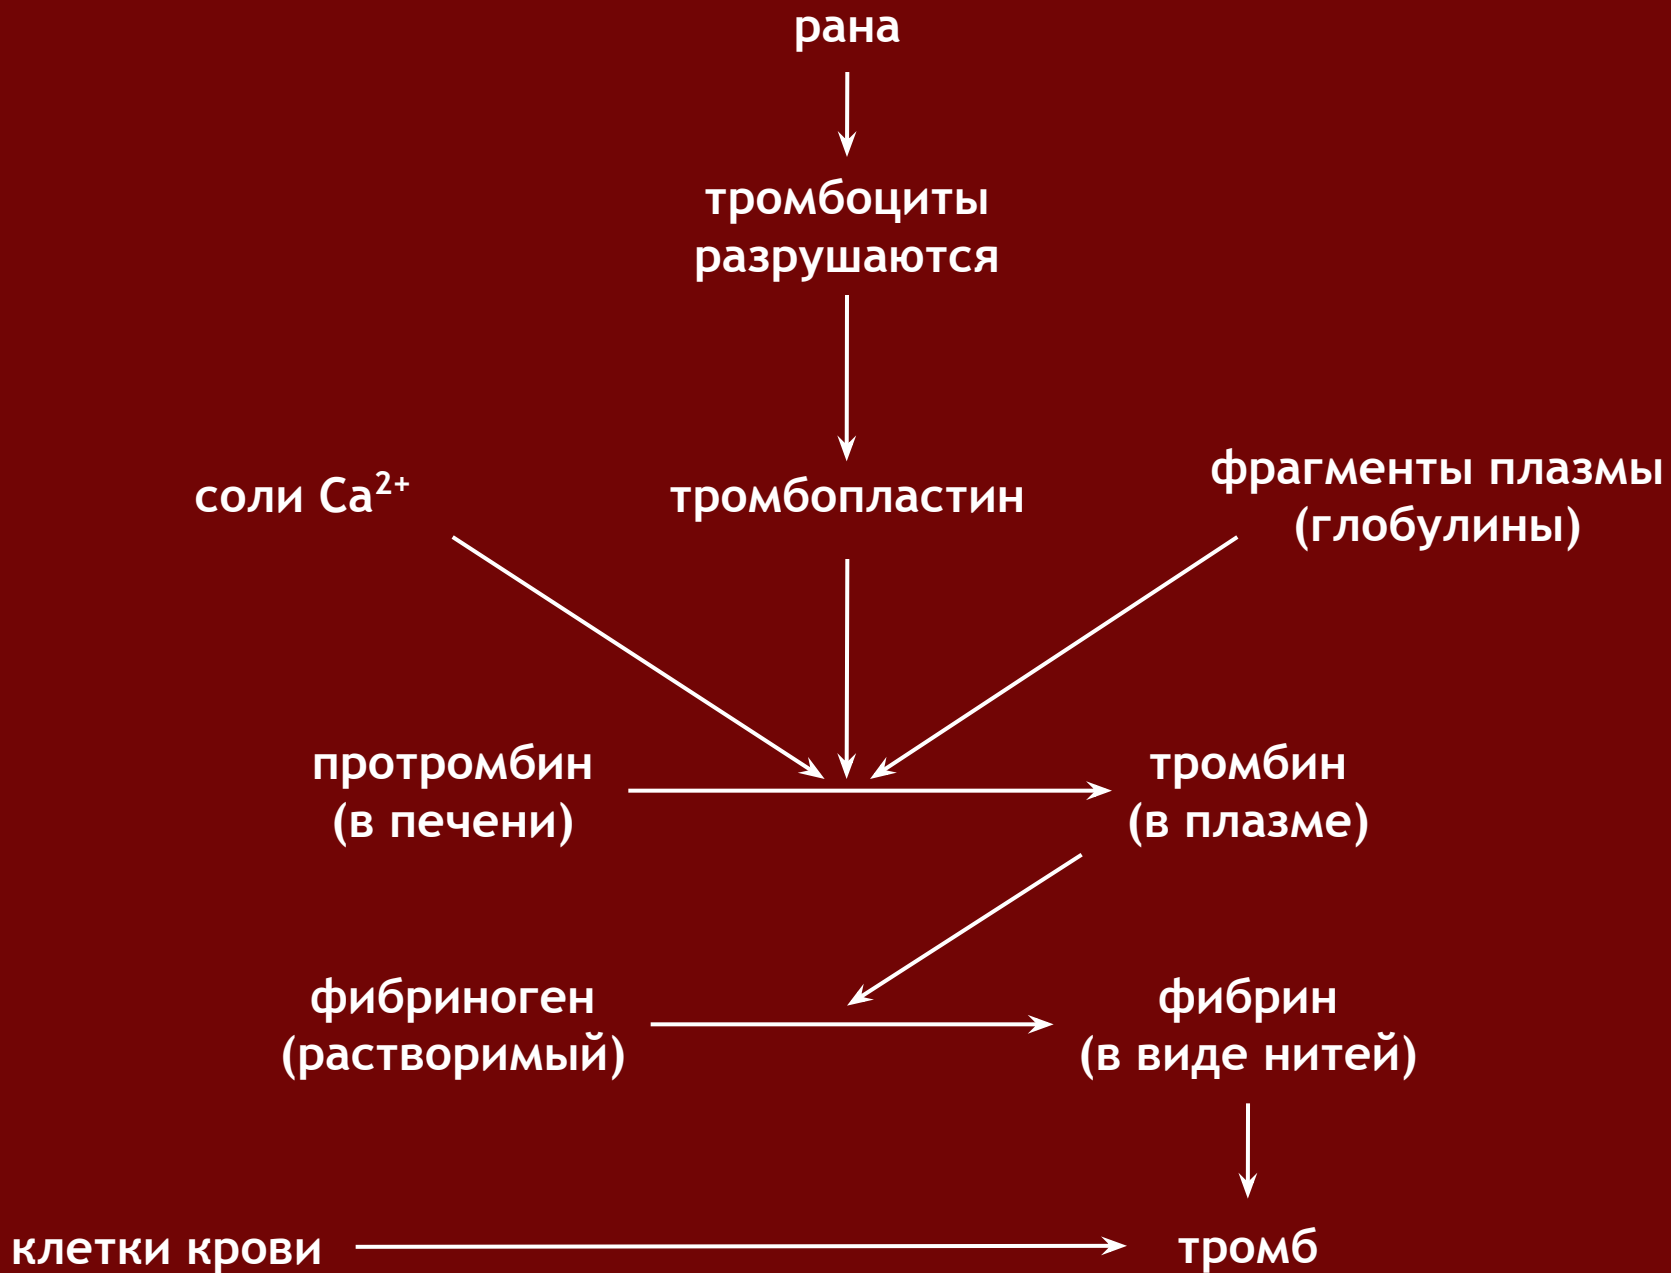 рана
тромбоциты
разрушаются
соли Ca²⁺
тромбопластин
фрагменты плазмы
(глобулины)
протромбин
(в печени)
тромбин
(в плазме)
фибриноген
(растворимый)
фибрин
(в виде нитей)
клетки крови
тромб